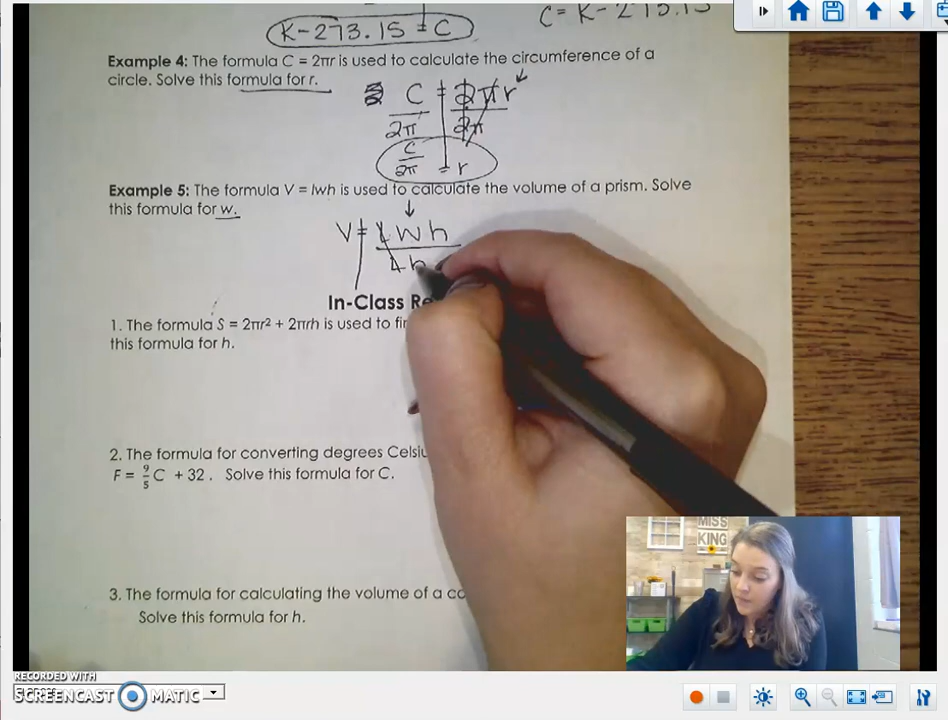 K-273.15 = C
C = K-273.15
Example 4: The formula C = 2πr is used to calculate the circumference of a
circle. Solve this formula for r.
C = 2πr
2π 2π
C
2π = r
Example 5: The formula V = lwh is used to calculate the volume of a prism. Solve
this formula for w.
V = lwh
lh
In-Class Re
1. The formula S = 2πr² + 2πrh is used to fi
this formula for h.
2. The formula for converting degrees Celsiu
F = 9/5 C + 32 . Solve this formula for C.
3. The formula for calculating the volume of a co
Solve this formula for h.
MISS
KING
RECORDED WITH
SCREENCAST MATIC